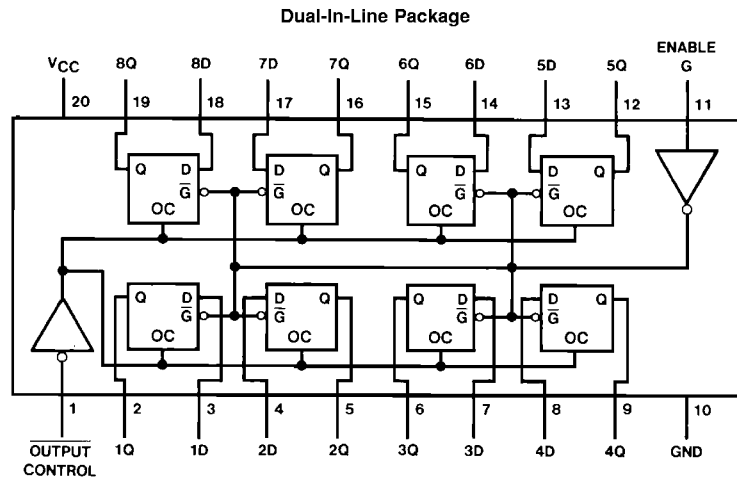 Dual-In-Line Package
VCC 8Q 8D 7D 7Q 6Q 6D 5D 5Q ENABLE G
20 19 18 17 16 15 14 13 12 11
Q D D Q Q D D Q
G̅ G̅ G̅ G̅
OC OC OC OC
Q D D Q Q D D Q
G̅ G̅ G̅ G̅
OC OC OC OC
1 2 3 4 5 6 7 8 9 10
O̅U̅T̅P̅U̅T̅ CONTROL 1Q 1D 2D 2Q 3Q 3D 4D 4Q GND